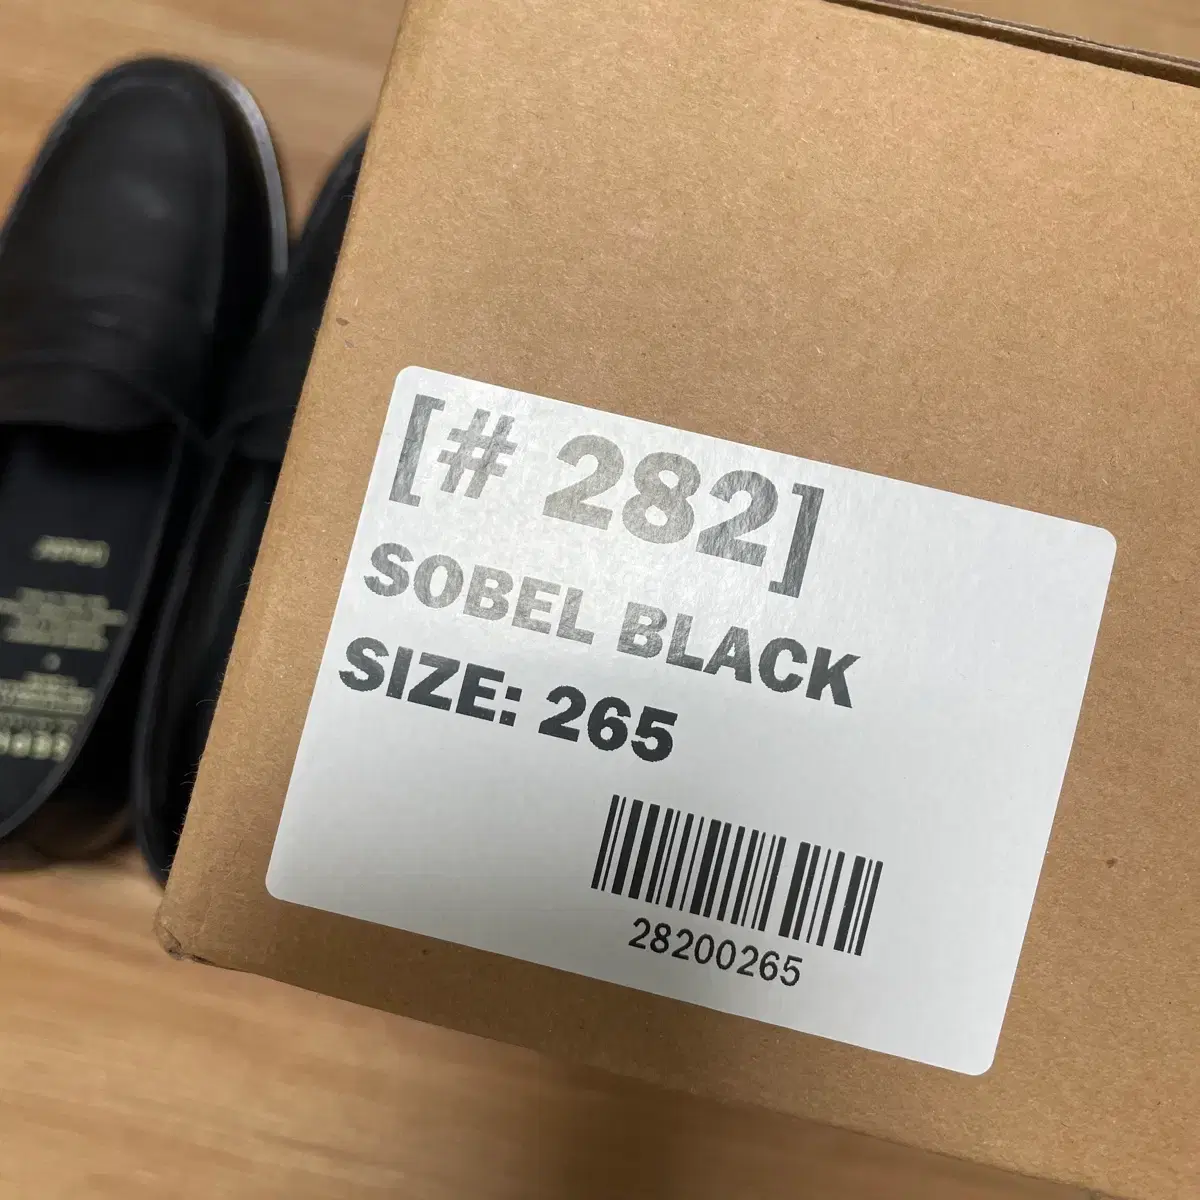 [# 282]
SOBEL BLACK
SIZE: 265
28200265